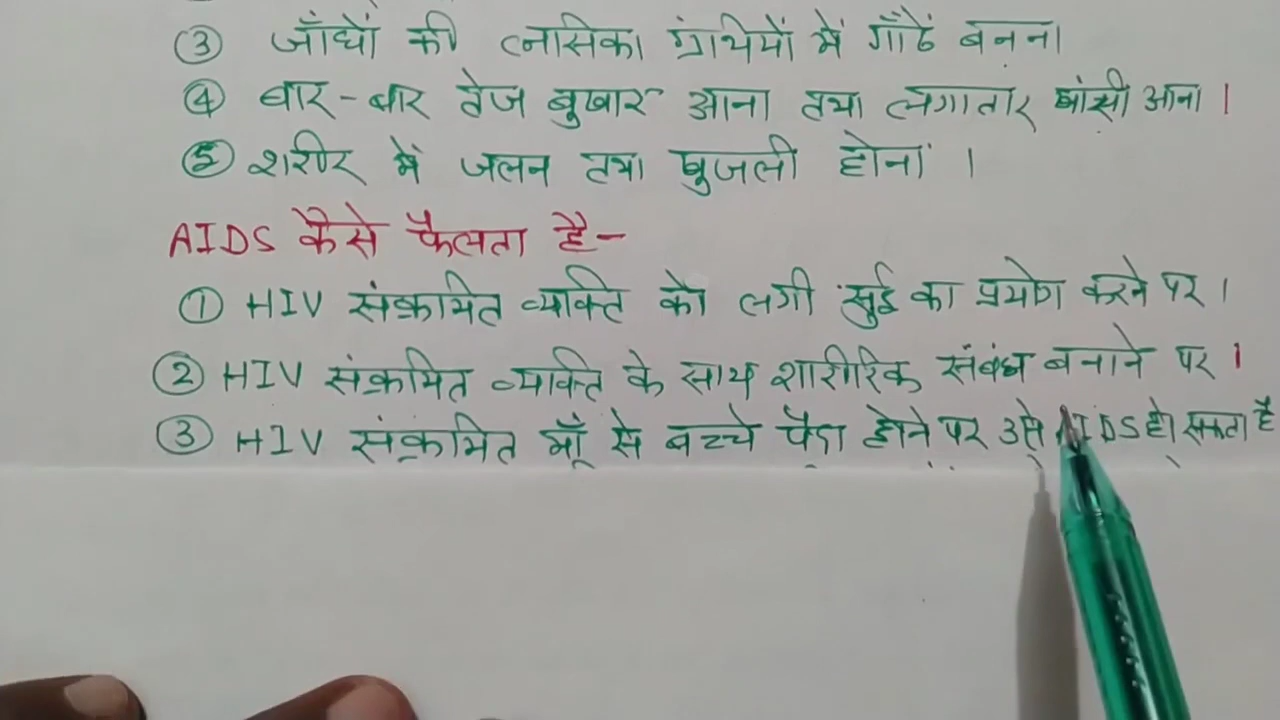 ③ जाँघों की लसिका ग्रंथियों में गाँठें बनना
④ बार-बार तेज बुखार आना तथा लगातार खांसी आना।
⑤ शरीर में जलन तथा खुजली होना।
AIDS कैसे फैलता है-
① HIV संक्रमित व्यक्ति को लगी सुई का प्रयोग करने पर।
② HIV संक्रमित व्यक्ति के साथ शारीरिक संबंध बनाने पर।
③ HIV संक्रमित माँ से बच्चे पैदा होने पर उसे AIDS हो सकता है